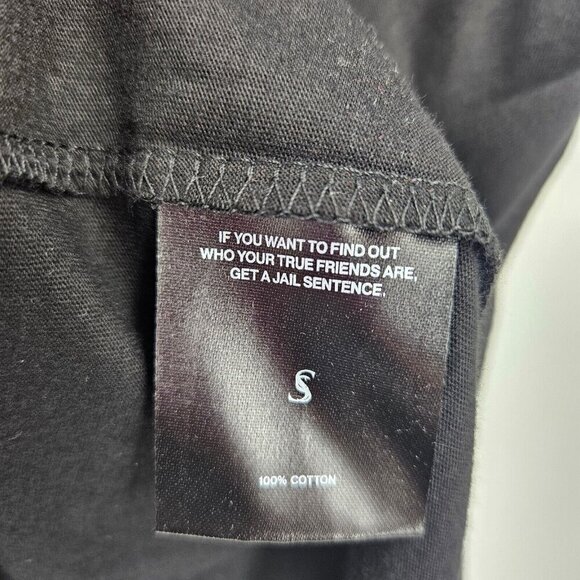 IF YOU WANT TO FIND OUT
WHO YOUR TRUE FRIENDS ARE,
GET A JAIL SENTENCE.
S
100% COTTON